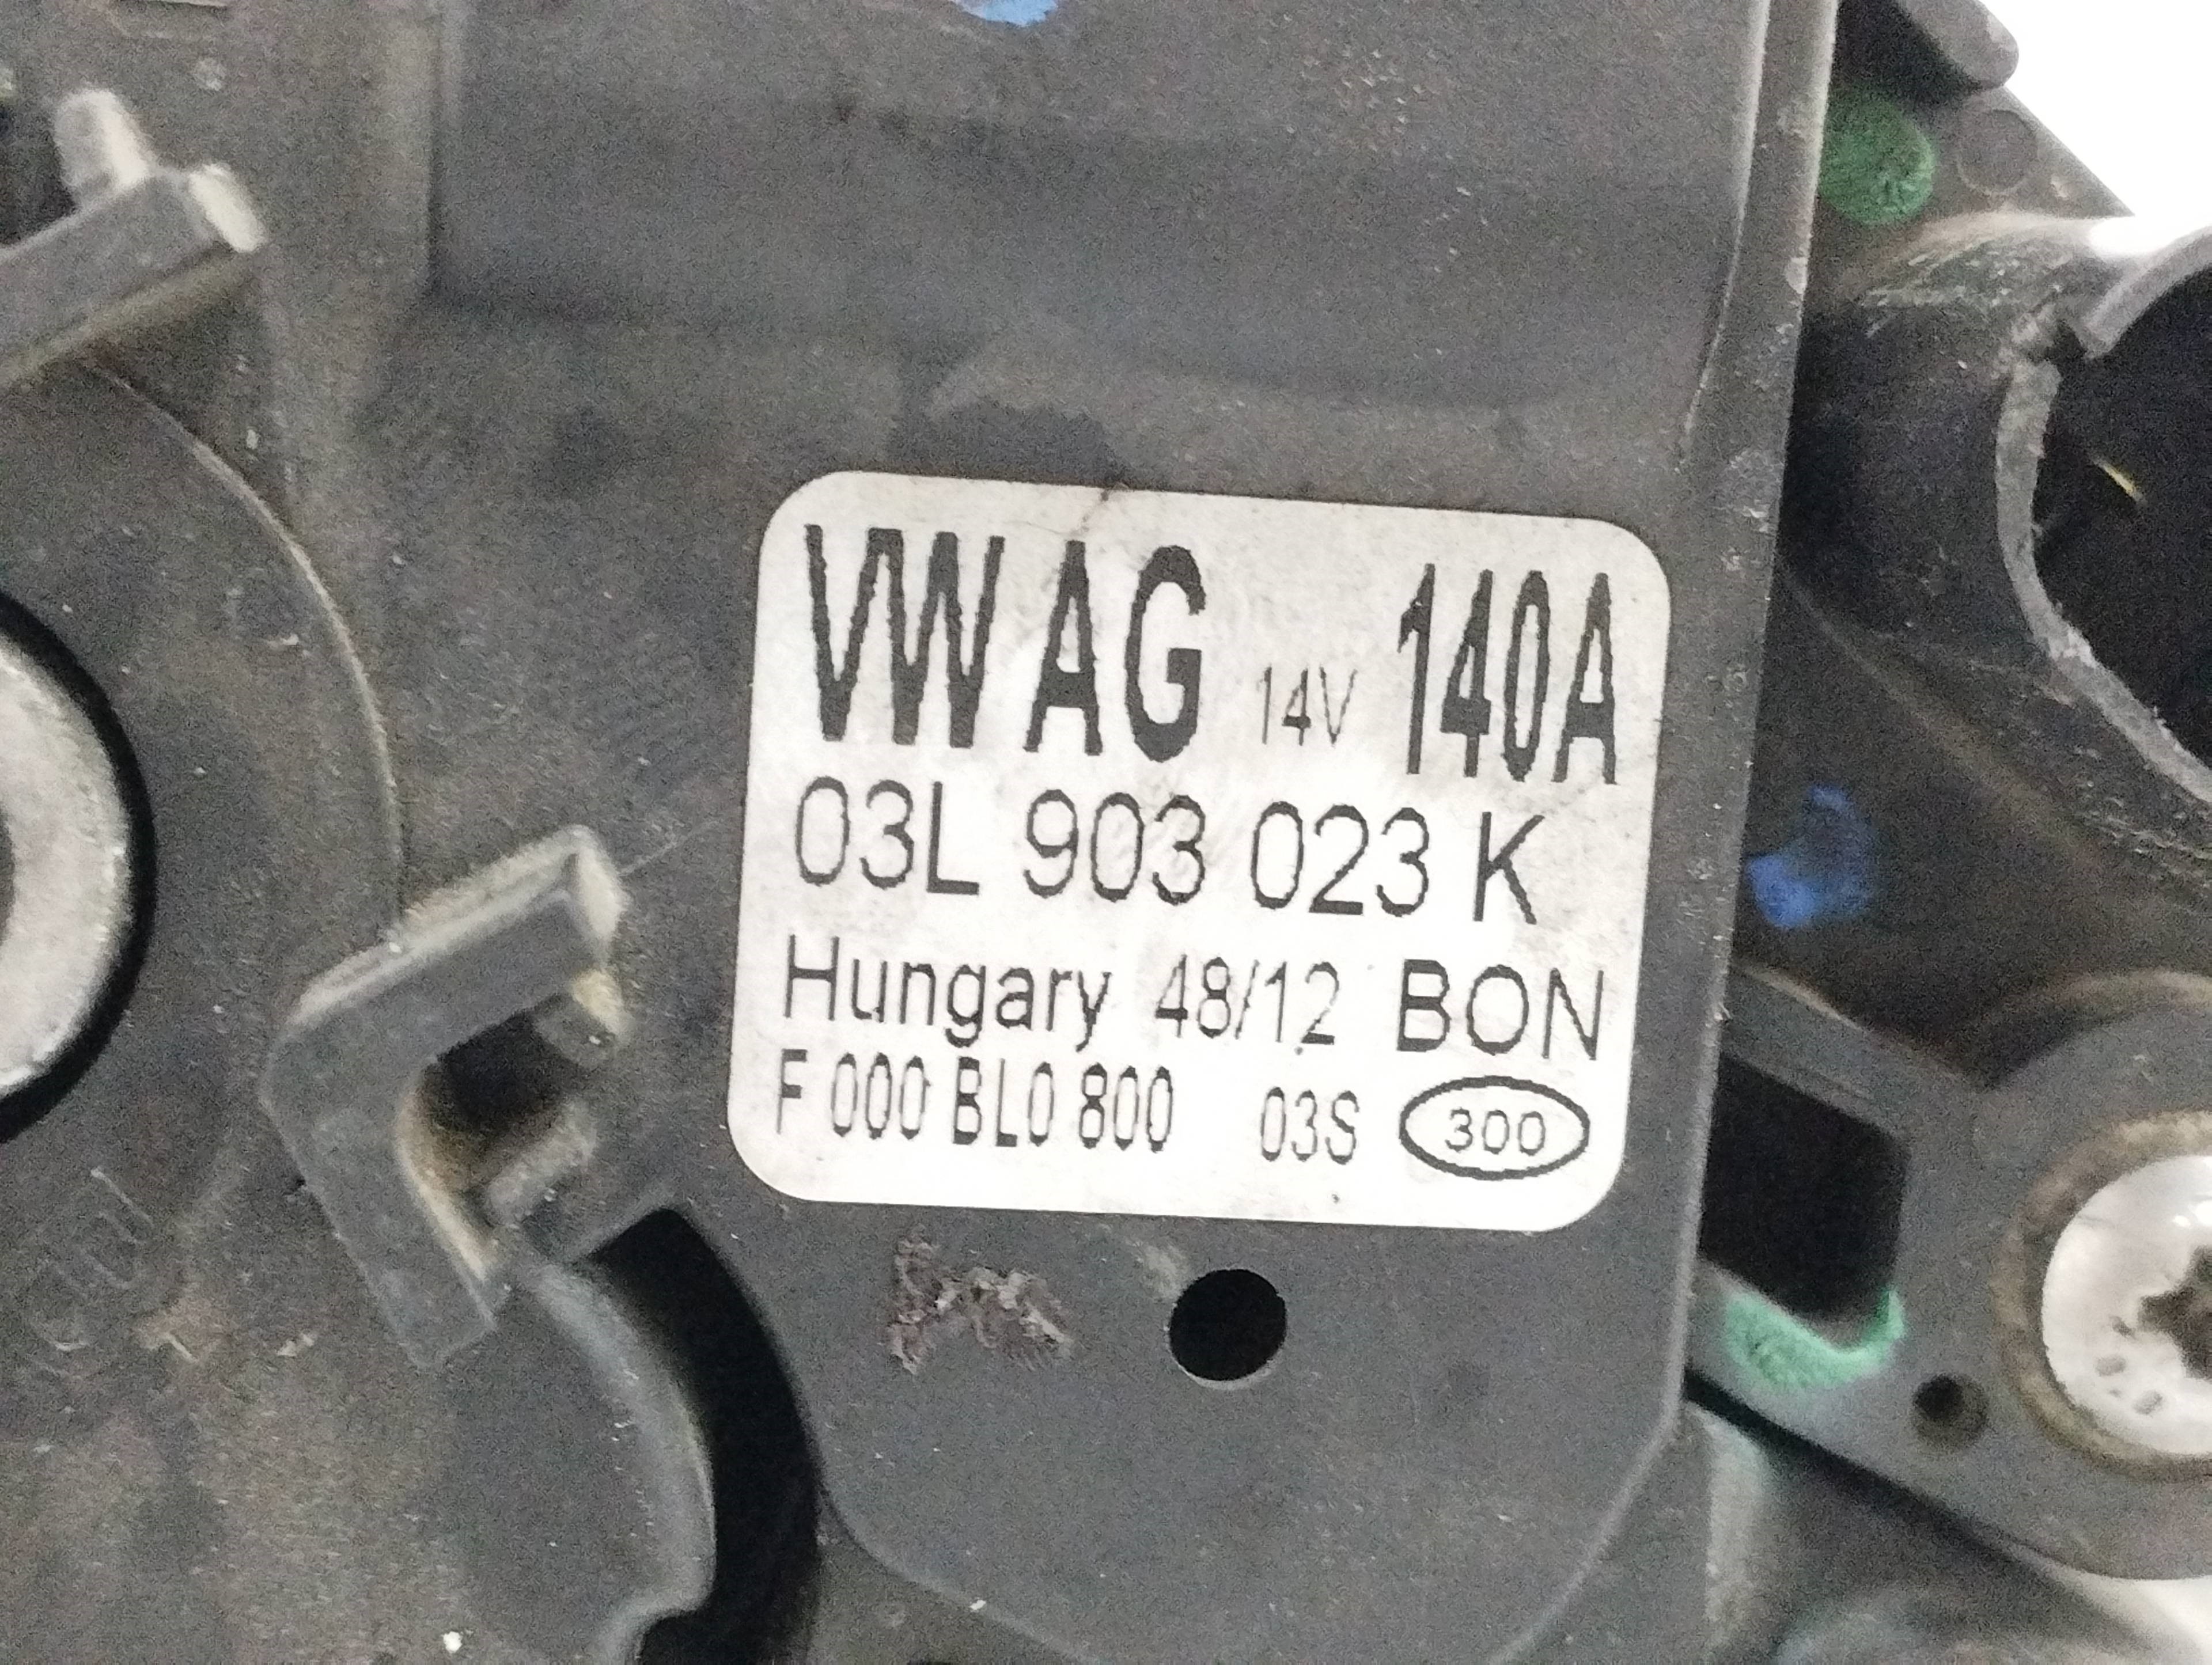 VW AG 14V 140A
03L 903 023 K
Hungary 48/12 BON
F 000 BL0 800 03S 300